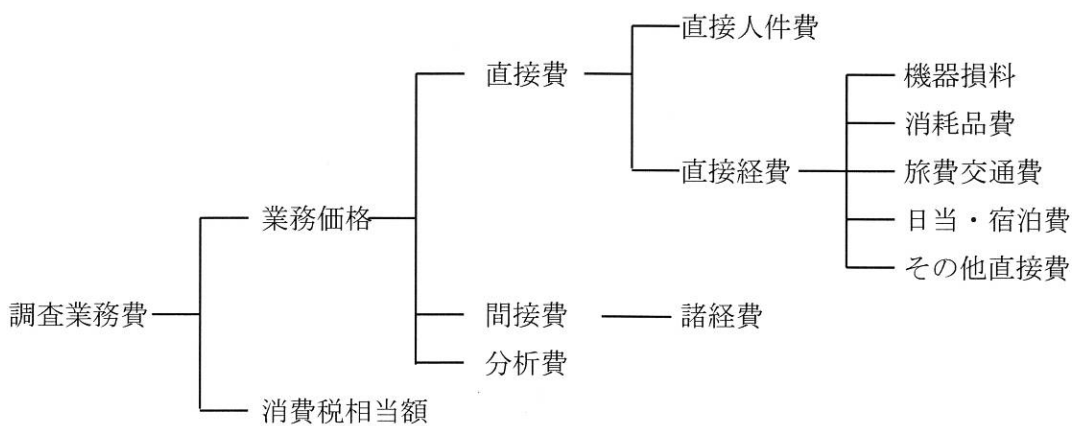 直接人件費
直接費
機器損料
消耗品費
直接経費
旅費交通費
業務価格
日当・宿泊費
その他直接費
調査業務費
間接費
諸経費
分析費
消費税相当額